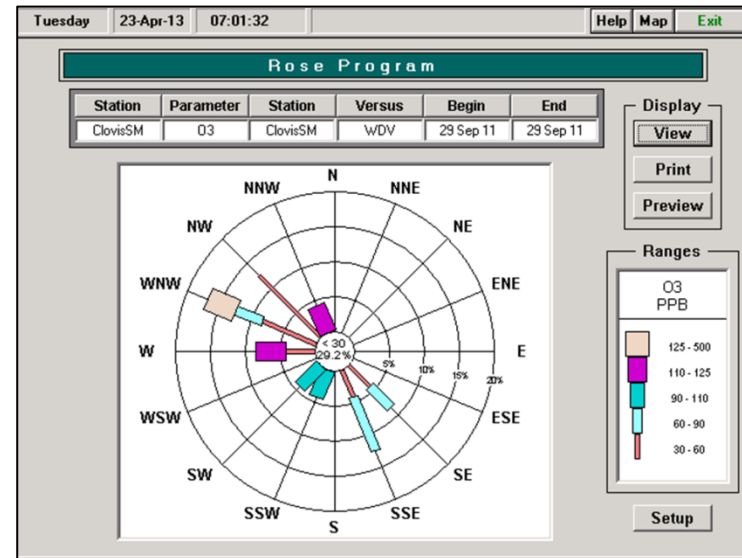 Tuesday 23-Apr-13 07:01:32 Help Map Exit
Rose Program
Station Parameter Station Versus Begin End
ClovisSM O3 ClovisSM WDV 29 Sep 11 29 Sep 11
Display
View
Print
Preview
N
NNW NNE
NW NE
WNW ENE
W < 30 E
29.2% 5% 10% 15% 20%
WSW ESE
SW SE
SSW SSE
S
Ranges
O3
PPB
125 - 500
110 - 125
90 - 110
60 - 90
30 - 60
Setup